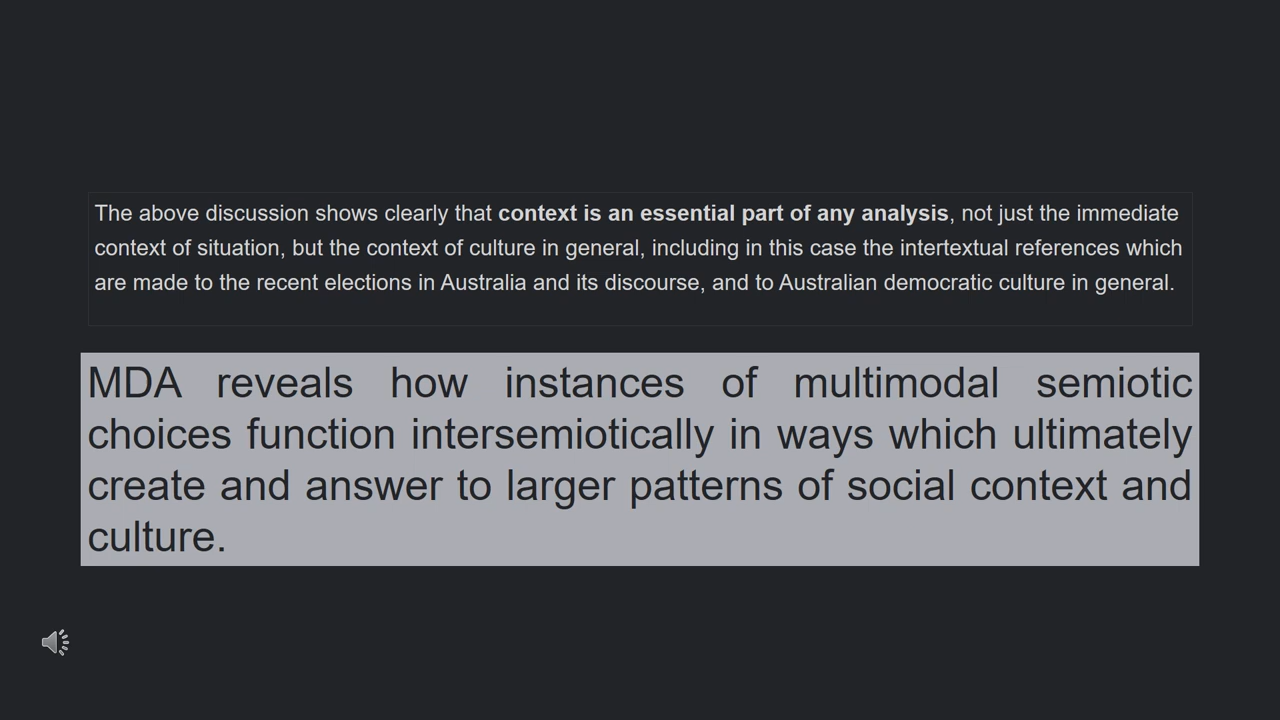 The above discussion shows clearly that context is an essential part of any analysis, not just the immediate
context of situation, but the context of culture in general, including in this case the intertextual references which
are made to the recent elections in Australia and its discourse, and to Australian democratic culture in general.
MDA reveals how instances of multimodal semiotic
choices function intersemiotically in ways which ultimately
create and answer to larger patterns of social context and
culture.